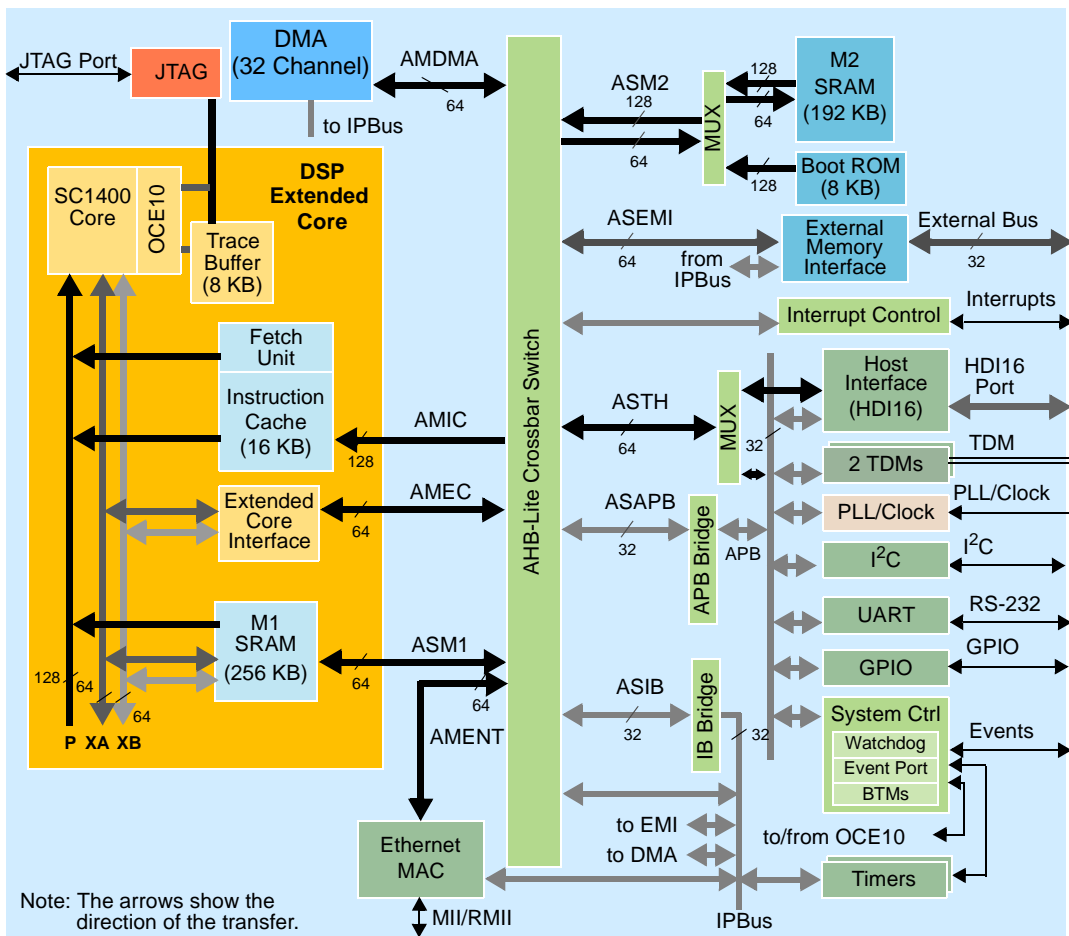 JTAG Port
JTAG
DMA
(32 Channel)
AMDMA
64
to IPBus
DSP
Extended
Core
SC1400
Core
OCE10
Trace
Buffer
(8 KB)
Fetch
Unit
Instruction
Cache
(16 KB)
AMIC
128
Extended
Core
Interface
AMEC
64
M1
SRAM
(256 KB)
ASM1
64
128
64
64
P
XA
XB
AMENT
64
Ethernet
MAC
MII/RMII
Note: The arrows show the
direction of the transfer.
AHB-Lite Crossbar Switch
ASM2
128
64
MUX
128
64
M2
SRAM
(192 KB)
128
Boot ROM
(8 KB)
ASEMI
64
from
IPBus
External
Memory
Interface
External Bus
32
Interrupt Control
Interrupts
ASTH
64
MUX
32
Host
Interface
(HDI16)
HDI16
Port
2 TDMs
TDM
ASAPB
32
APB Bridge
APB
PLL/Clock
PLL/Clock
I2C
I2C
UART
RS-232
GPIO
GPIO
ASIB
32
IB Bridge
32
System Ctrl
Watchdog
Event Port
BTMs
Events
to EMI
to DMA
to/from OCE10
Timers
IPBus